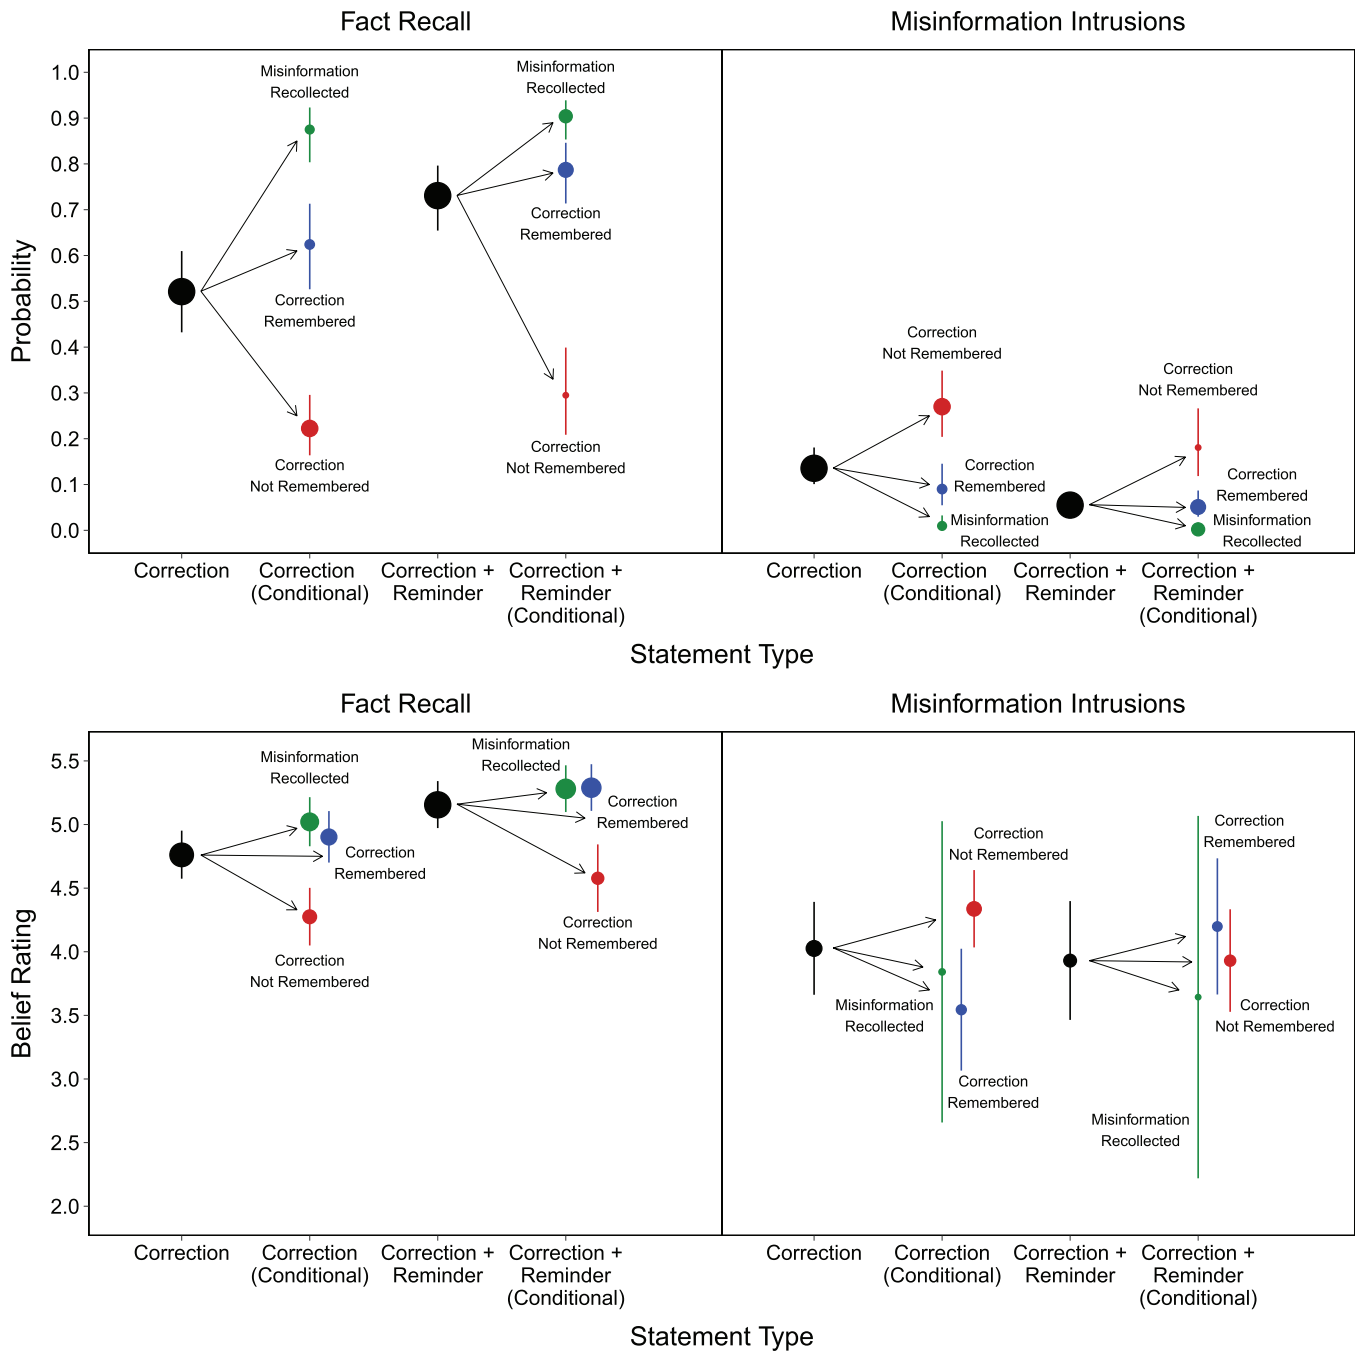 Fact Recall
Misinformation Intrusions
Probability
1.0
0.9
0.8
0.7
0.6
0.5
0.4
0.3
0.2
0.1
0.0
Misinformation
Recollected
Correction
Remembered
Correction
Not Remembered
Misinformation
Recollected
Correction
Remembered
Correction
Not Remembered
Correction
Not Remembered
Correction
Remembered
Misinformation
Recollected
Correction
Not Remembered
Correction
Remembered
Misinformation
Recollected
Correction
Correction
(Conditional)
Correction +
Reminder
Correction +
Reminder
(Conditional)
Correction
Correction
(Conditional)
Correction +
Reminder
Correction +
Reminder
(Conditional)
Statement Type
Fact Recall
Misinformation Intrusions
Belief Rating
5.5
5.0
4.5
4.0
3.5
3.0
2.5
2.0
Misinformation
Recollected
Correction
Remembered
Correction
Not Remembered
Misinformation
Recollected
Correction
Remembered
Correction
Not Remembered
Correction
Not Remembered
Misinformation
Recollected
Correction
Remembered
Correction
Remembered
Correction
Not Remembered
Misinformation
Recollected
Correction
Correction
(Conditional)
Correction +
Reminder
Correction +
Reminder
(Conditional)
Correction
Correction
(Conditional)
Correction +
Reminder
Correction +
Reminder
(Conditional)
Statement Type